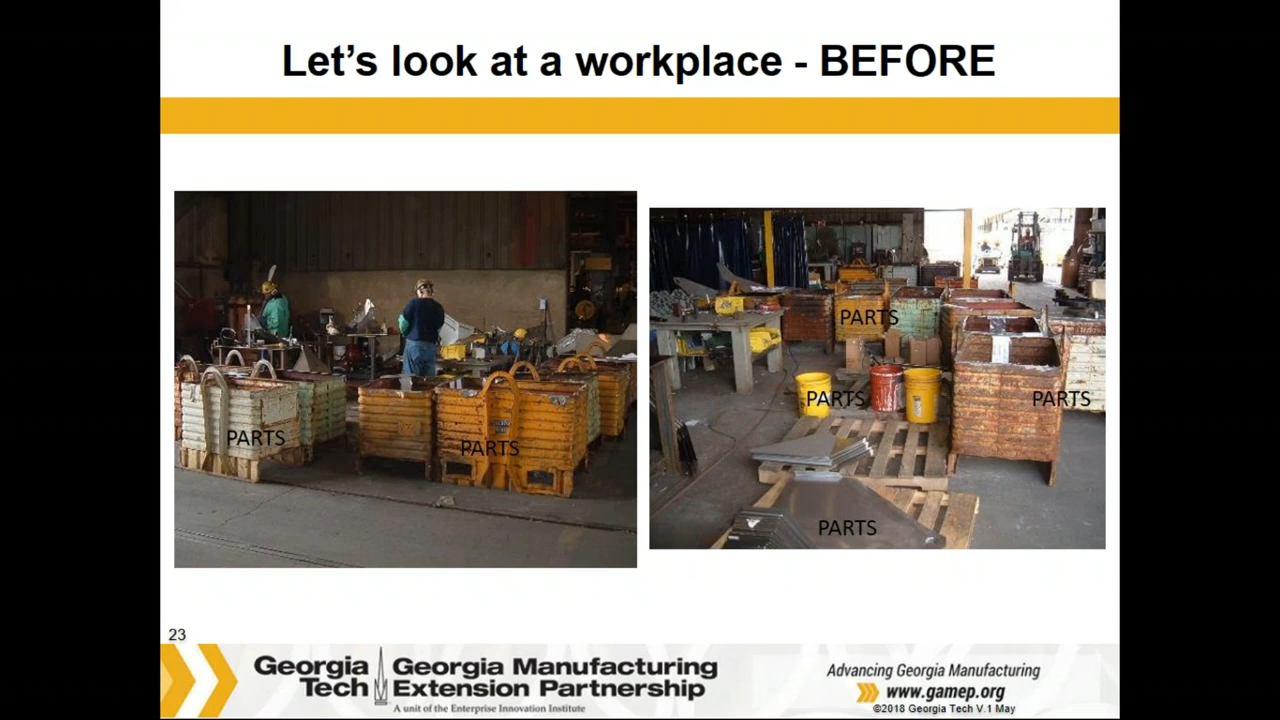 Let's look at a workplace - BEFORE
PARTS
PARTS
PARTS
PARTS
PARTS
PARTS
23
Georgia Tech
Georgia Manufacturing
Extension Partnership
A unit of the Enterprise Innovation Institute
Advancing Georgia Manufacturing
www.gamep.org
©2018 Georgia Tech V.1 May